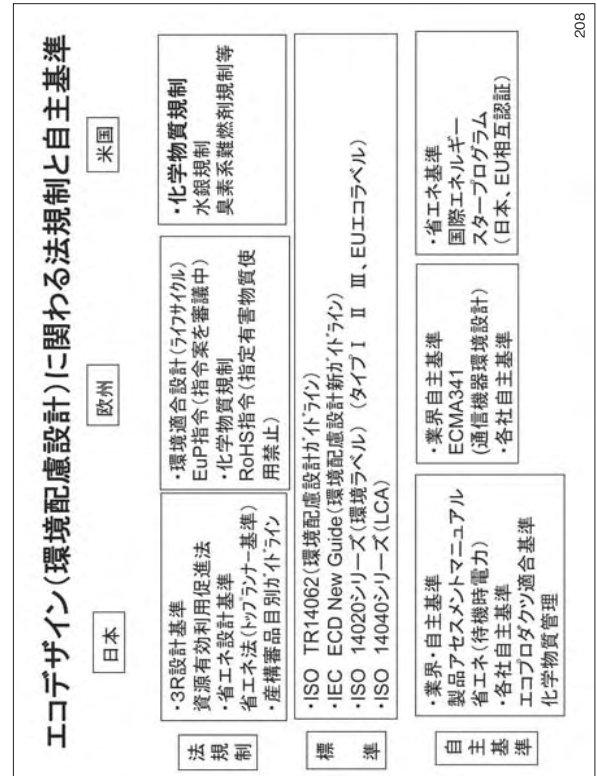 エコデザイン(環境配慮設計)に関わる法規制と自主基準
日本
欧州
米国
法規制
・3R設計基準
資源有効利用促進法
・省エネ設計基準
省エネ法(トップランナー基準)
・産構審品目別ガイドライン
・環境適合設計(ライフサイクル)
EuP指令(指令案を審議中)
・化学物質規制
RoHS指令(指定有害物質使
用禁止)
・化学物質規制
水銀規制
臭素系難燃剤規制等
標準
・ISO TR14062(環境配慮設計ガイドライン)
・IEC ECD New Guide(環境配慮設計新ガイドライン)
・ISO 14020シリーズ(環境ラベル) (タイプⅠ Ⅱ Ⅲ、EUエコラベル)
・ISO 14040シリーズ(LCA)
自主基準
・業界・自主基準
製品アセスメントマニュアル
省エネ(待機時電力)
・各社自主基準
エコプロダクツ適合基準
化学物質管理
・業界自主基準
ECMA341
(通信機器環境設計)
・各社自主基準
・省エネ基準
国際エネルギー
スタープログラム
(日本、EU相互認証)
208